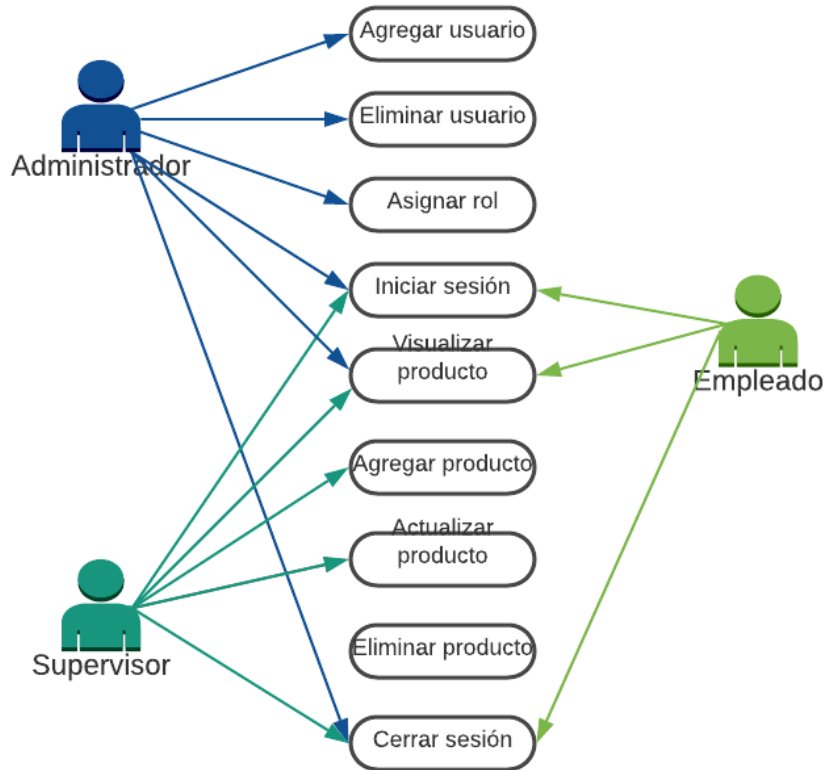 Agregar usuario
Eliminar usuario
Administrador
Asignar rol
Iniciar sesión
Visualizar
producto
Empleado
Agregar producto
Actualizar
producto
Eliminar producto
Supervisor
Cerrar sesión